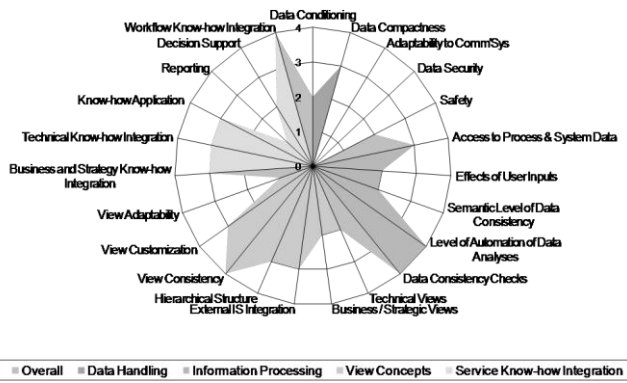 Data Conditioning
Workflow Know-how Integration
Data Compactness
Decision Support
Adaptability to Comm'Sys
Reporting
Data Security
Know-how Application
Safety
Technical Know-how Integration
Access to Process & System Data
Business and Strategy Know-how
Integration
Effects of User Inputs
View Adaptability
Semantic Level of Data
Consistency
View Customization
Level of Automation of Data
Analyses
View Consistency
Data Consistency Checks
Hierarchical Structure
Technical Views
External IS Integration
Business / Strategic Views
4
3
2
1
0
Overall Data Handling Information Processing View Concepts Service Know-how Integration